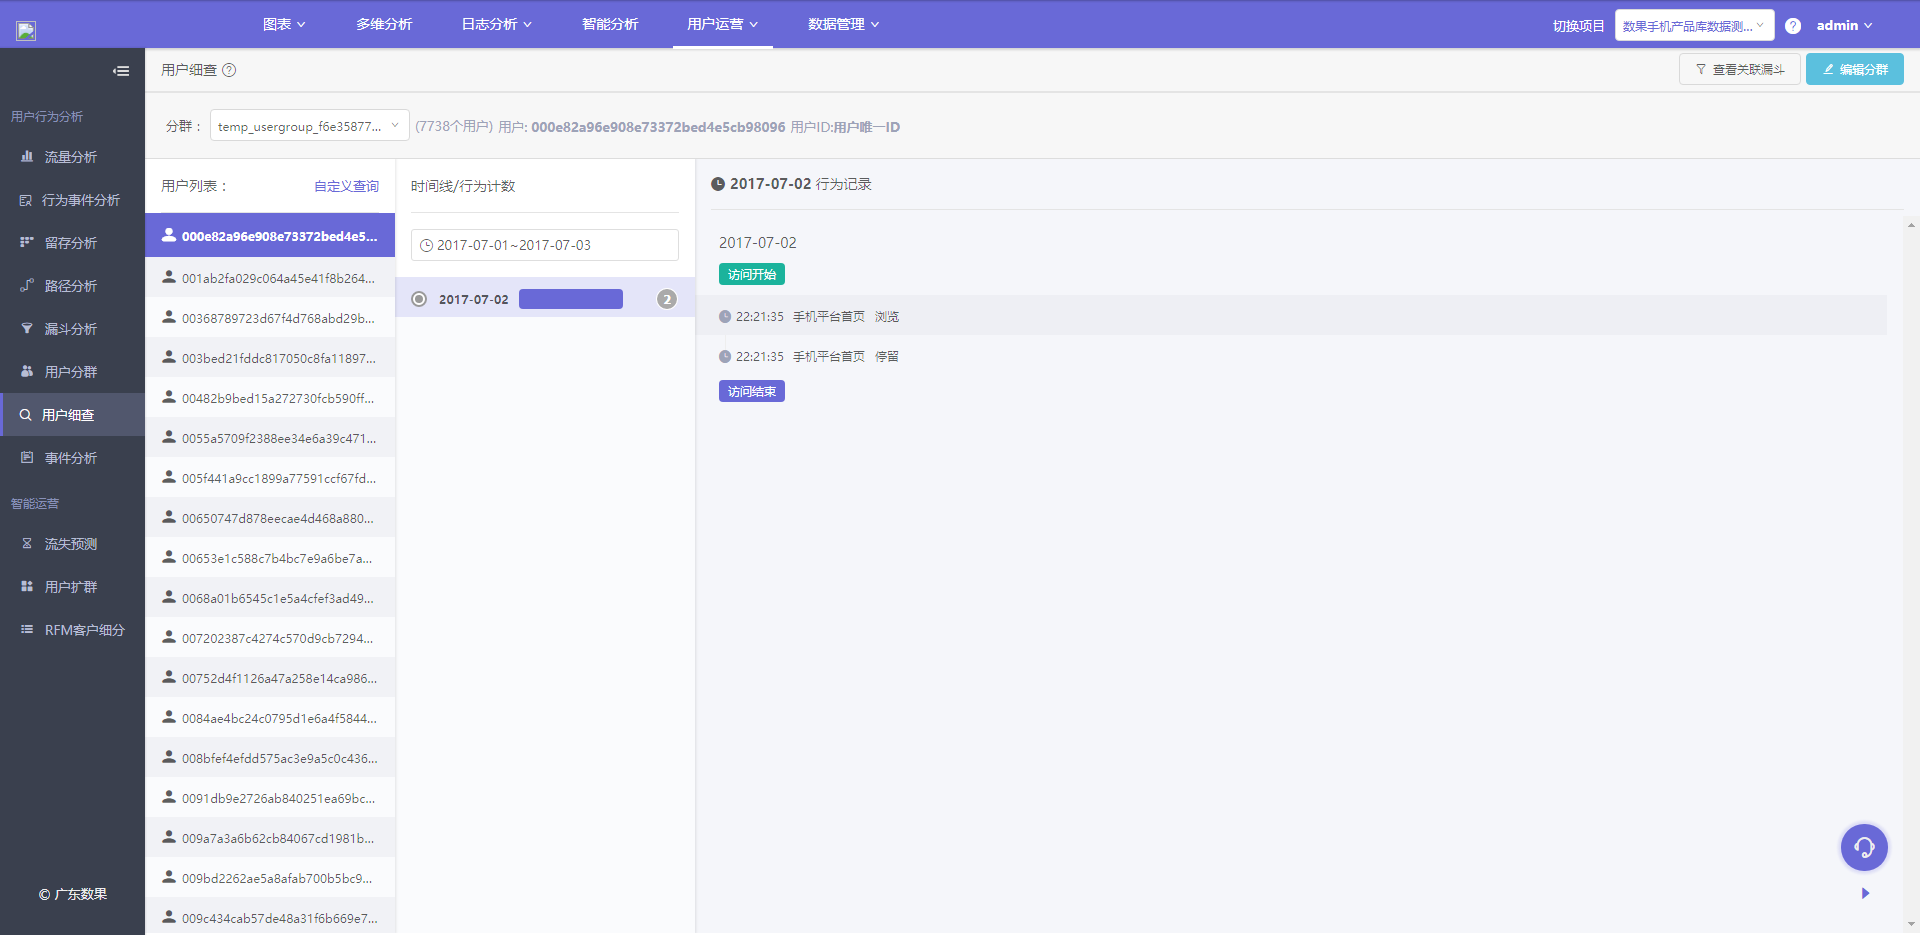 图表 多维分析 日志分析 智能分析 用户运营 数据管理 切换项目 数果手机产品库数据测... ? admin
用户细查 ? 查看关联漏斗 编辑分群
分群： temp_usergroup_f6e35877... (7738个用户) 用户: 000e82a96e908e73372bed4e5cb98096 用户ID:用户唯一ID
用户行为分析
流量分析
行为事件分析
留存分析
路径分析
漏斗分析
用户分群
用户细查
事件分析
智能运营
流失预测
用户扩群
RFM客户细分
© 广东数果
用户列表： 自定义查询
000e82a96e908e73372bed4e5...
001ab2fa029c064a45e41f8b264...
00368789723d67f4d768abd29b...
003bed21fddc817050c8fa11897...
00482b9bed15a272730fcb590ff...
0055a5709f2388ee34e6a39c471...
005f441a9cc1899a77591ccf67fd...
00650747d878eecae4d468a880...
00653e1c588c7b4bc7e9a6be7a...
0068a01b6545c1e5a4cfef3ad49...
007202387c4274c570d9cb7294...
00752d4f1126a47a258e14ca986...
0084ae4bc24c0795d1e6a4f5844...
008bfef4efdd575ac3e9a5c0c436...
0091db9e2726ab840251ea69bc...
009a7a3a6b62cb84067cd1981b...
009bd2262ae5a8afab700b5bc9...
009c434cab57de48a31f6b669e7...
时间线/行为计数
2017-07-01~2017-07-03
2017-07-02 2
2017-07-02 行为记录
2017-07-02
访问开始
22:21:35 手机平台首页 浏览
22:21:35 手机平台首页 停留
访问结束